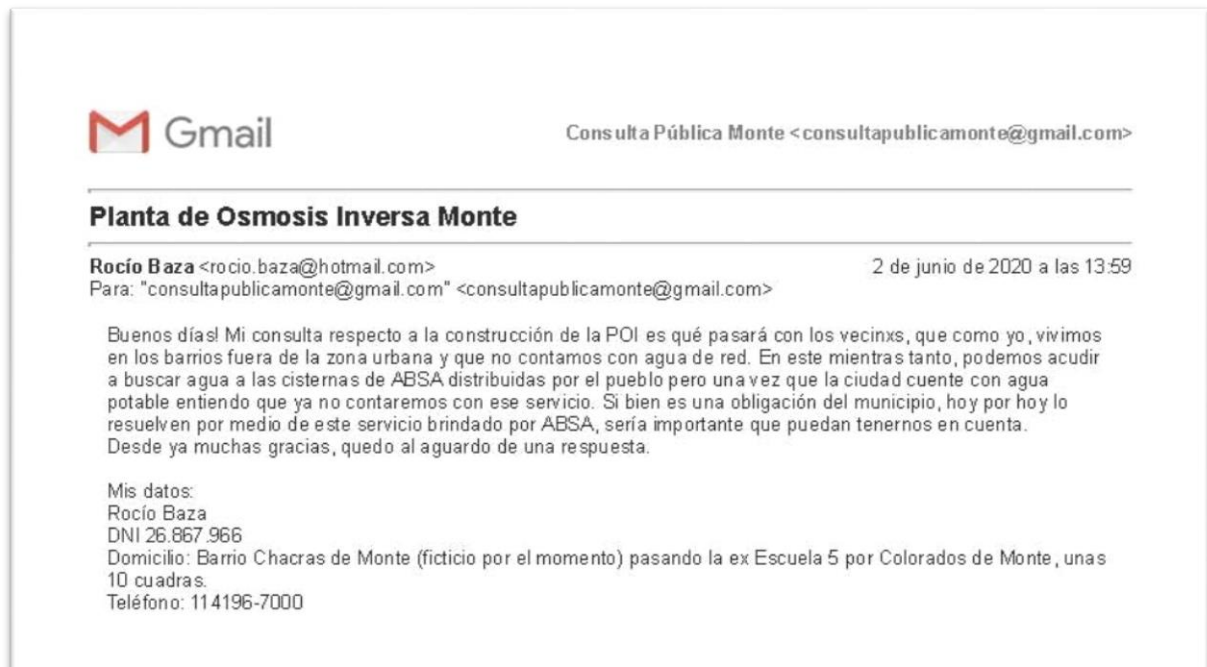 Gmail
Consulta Pública Monte <consultapublicamonte@gmail.com>
Planta de Osmosis Inversa Monte
Rocío Baza <rocio.baza@hotmail.com>
2 de junio de 2020 a las 13:59
Para: "consultapublicamonte@gmail.com" <consultapublicamonte@gmail.com>
Buenos días! Mi consulta respecto a la construcción de la POI es qué pasará con los vecinxs, que como yo, vivimos
en los barrios fuera de la zona urbana y que no contamos con agua de red. En este mientras tanto, podemos acudir
a buscar agua a las cisternas de ABSA distribuidas por el pueblo pero una vez que la ciudad cuente con agua
potable entiendo que ya no contaremos con ese servicio. Si bien es una obligación del municipio, hoy por hoy lo
resuelven por medio de este servicio brindado por ABSA, sería importante que puedan tenernos en cuenta.
Desde ya muchas gracias, quedo al aguardo de una respuesta.
Mis datos:
Rocío Baza
DNI 26.867.966
Domicilio: Barrio Chacras de Monte (ficticio por el momento) pasando la ex Escuela 5 por Colorados de Monte, unas
10 cuadras.
Teléfono: 114196-7000